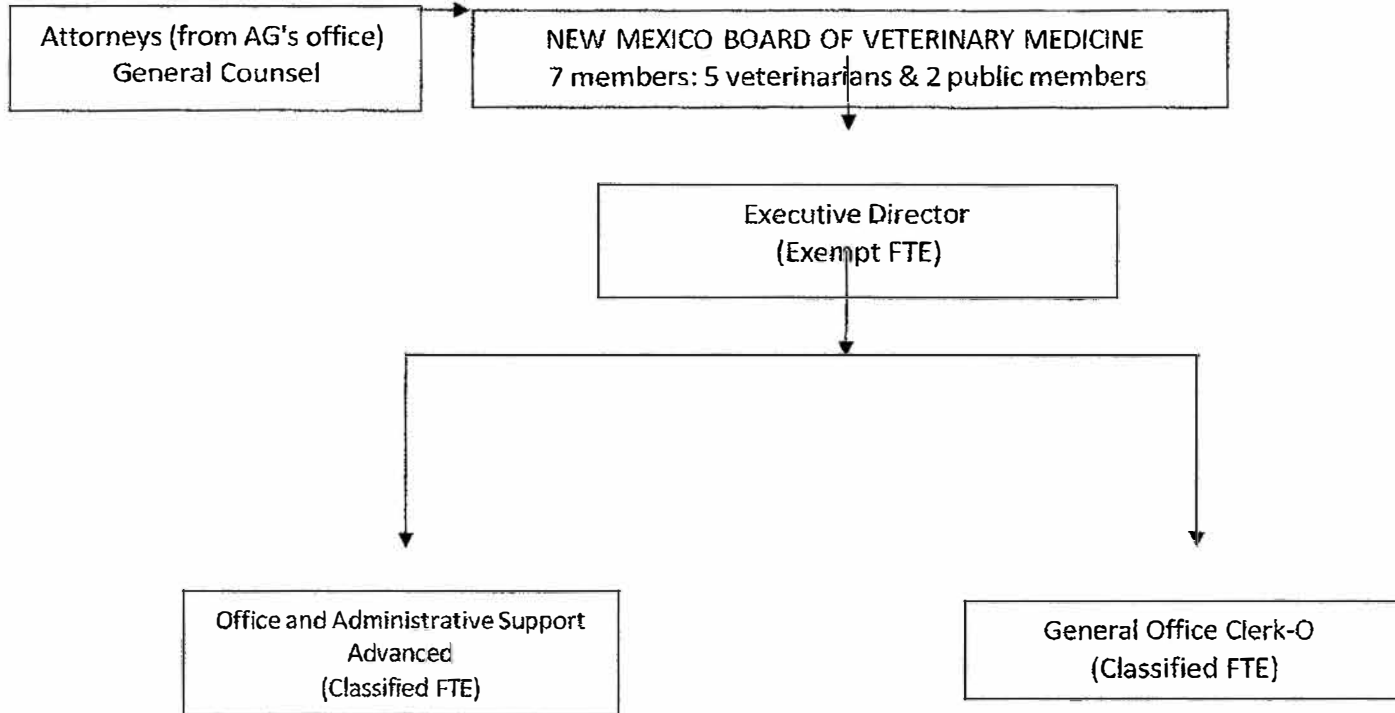 Attorneys (from AG's office)
General Counsel
NEW MEXICO BOARD OF VETERINARY MEDICINE
7 members: 5 veterinarians & 2 public members
Executive Director
(Exempt FTE)
Office and Administrative Support
Advanced
(Classified FTE)
General Office Clerk-O
(Classified FTE)